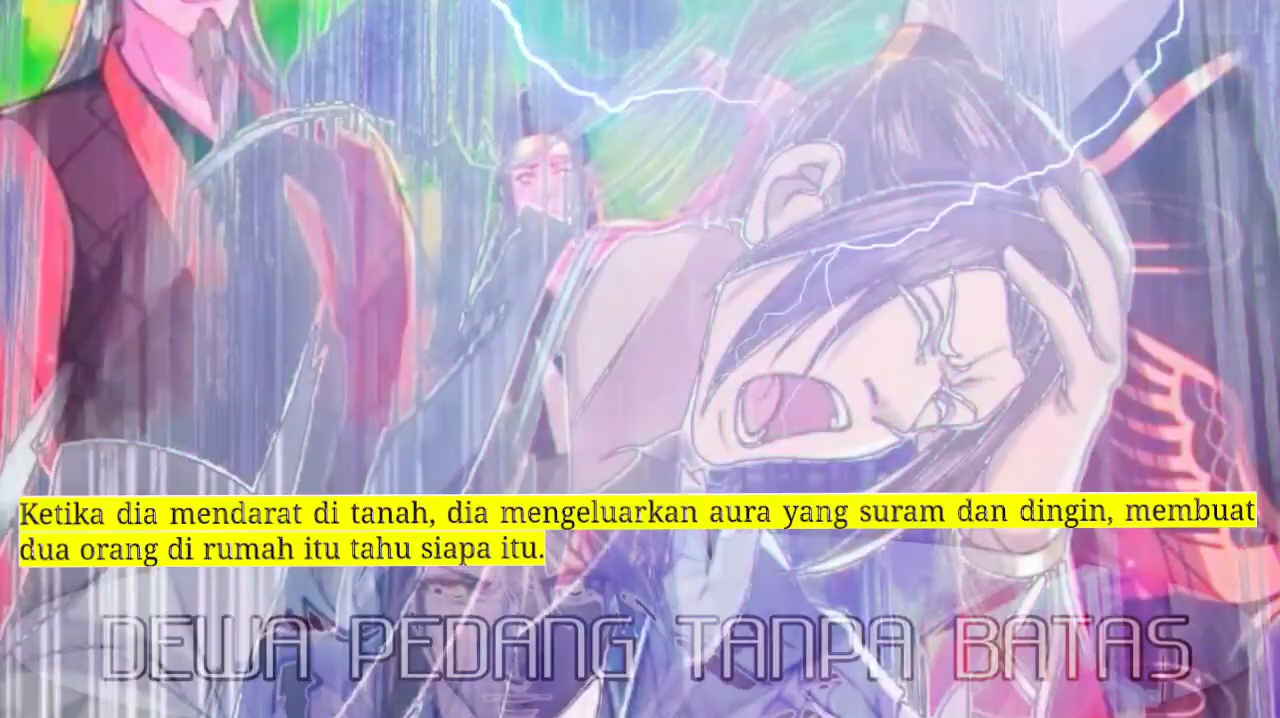 Ketika dia mendarat di tanah, dia mengeluarkan aura yang suram dan dingin, membuat
dua orang di rumah itu tahu siapa itu.
DEWA PEDANG TANPA BATAS